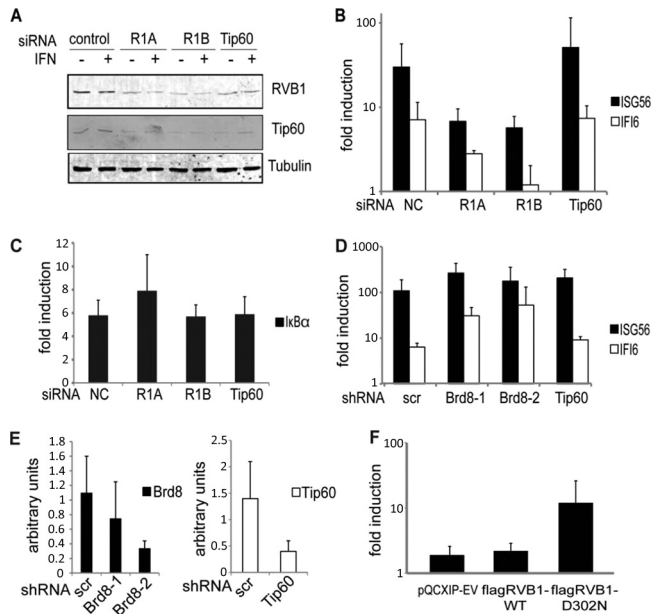 A
siRNA control R1A R1B Tip60
IFN - + - + - + - +
RVB1
Tip60
Tubulin
B
fold induction
100
10
1
ISG56
IFI6
siRNA NC R1A R1B Tip60
C
fold induction
12
10
8
6
4
2
0
IκBα
siRNA NC R1A R1B Tip60
D
fold induction
1000
100
10
1
ISG56
IFI6
shRNA scr Brd8-1 Brd8-2 Tip60
E
arbitrary units
1.8
1.6
1.4
1.2
1
0.8
0.6
0.4
0.2
0
Brd8
shRNA scr Brd8-1 Brd8-2
arbitrary units
2.5
2
1.5
1
0.5
0
Tip60
shRNA scr Tip60
F
fold induction
100
10
1
pQCXIP-EV flagRVB1-WT flagRVB1-D302N